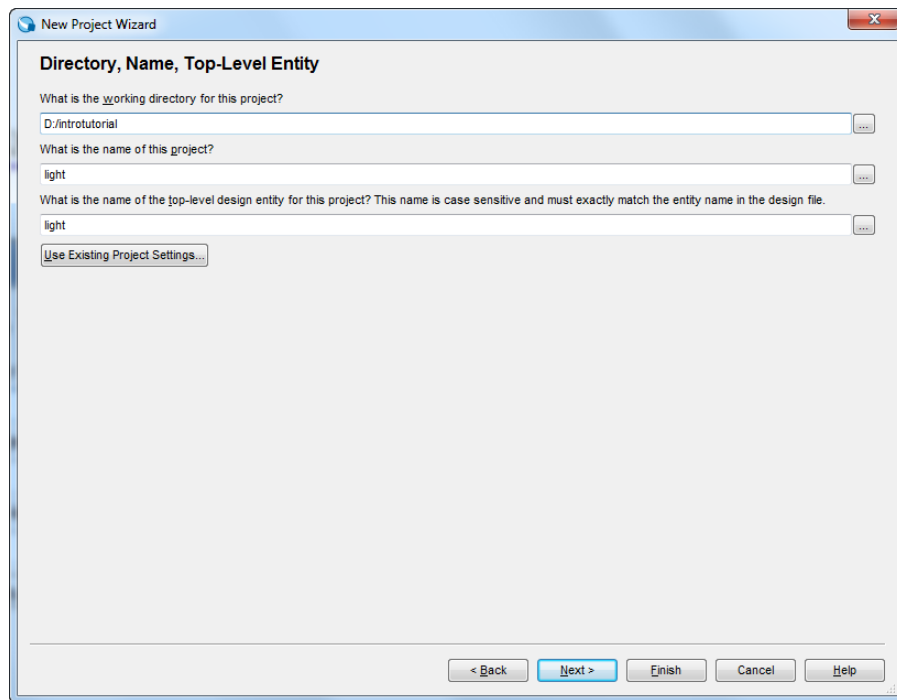 New Project Wizard
Directory, Name, Top-Level Entity
What is the working directory for this project?
D:/introtutorial
...
What is the name of this project?
light
...
What is the name of the top-level design entity for this project? This name is case sensitive and must exactly match the entity name in the design file.
light
...
Use Existing Project Settings...
< Back Next > Finish Cancel Help